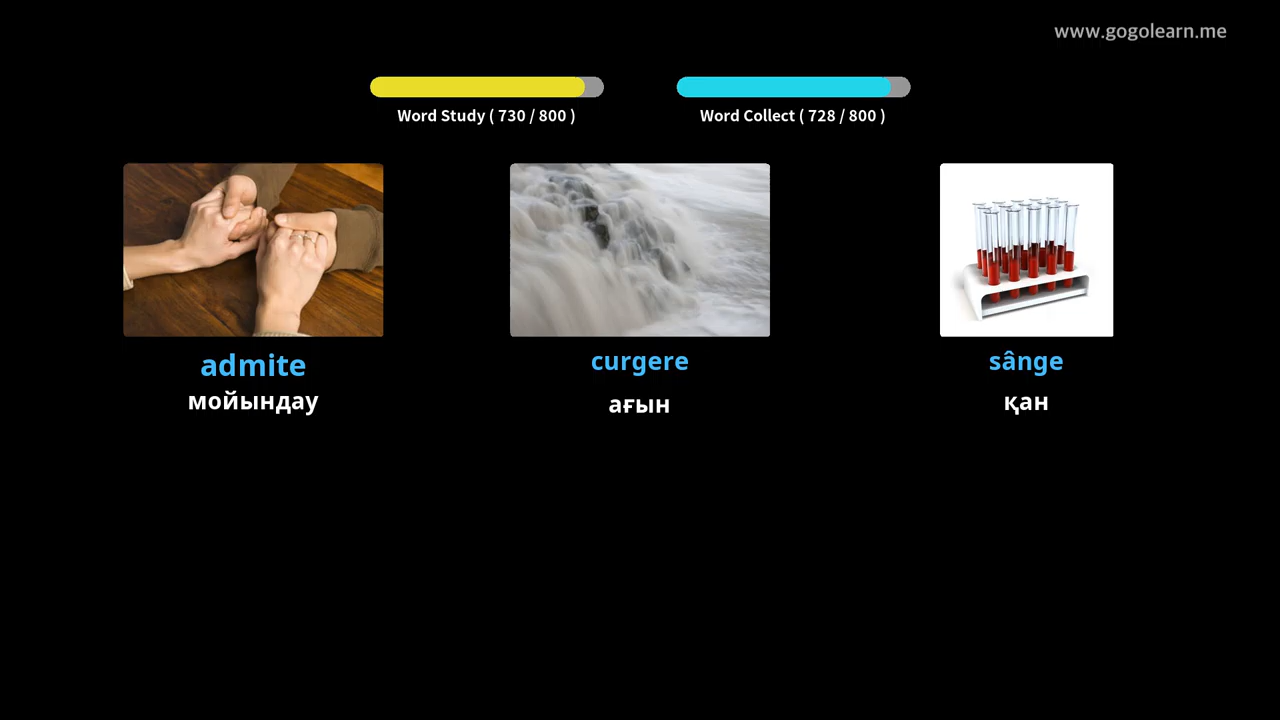 www.gogolearn.me
Word Study ( 730 / 800 )
Word Collect ( 728 / 800 )
admite
мойындау
curgere
ағын
sânge
қан